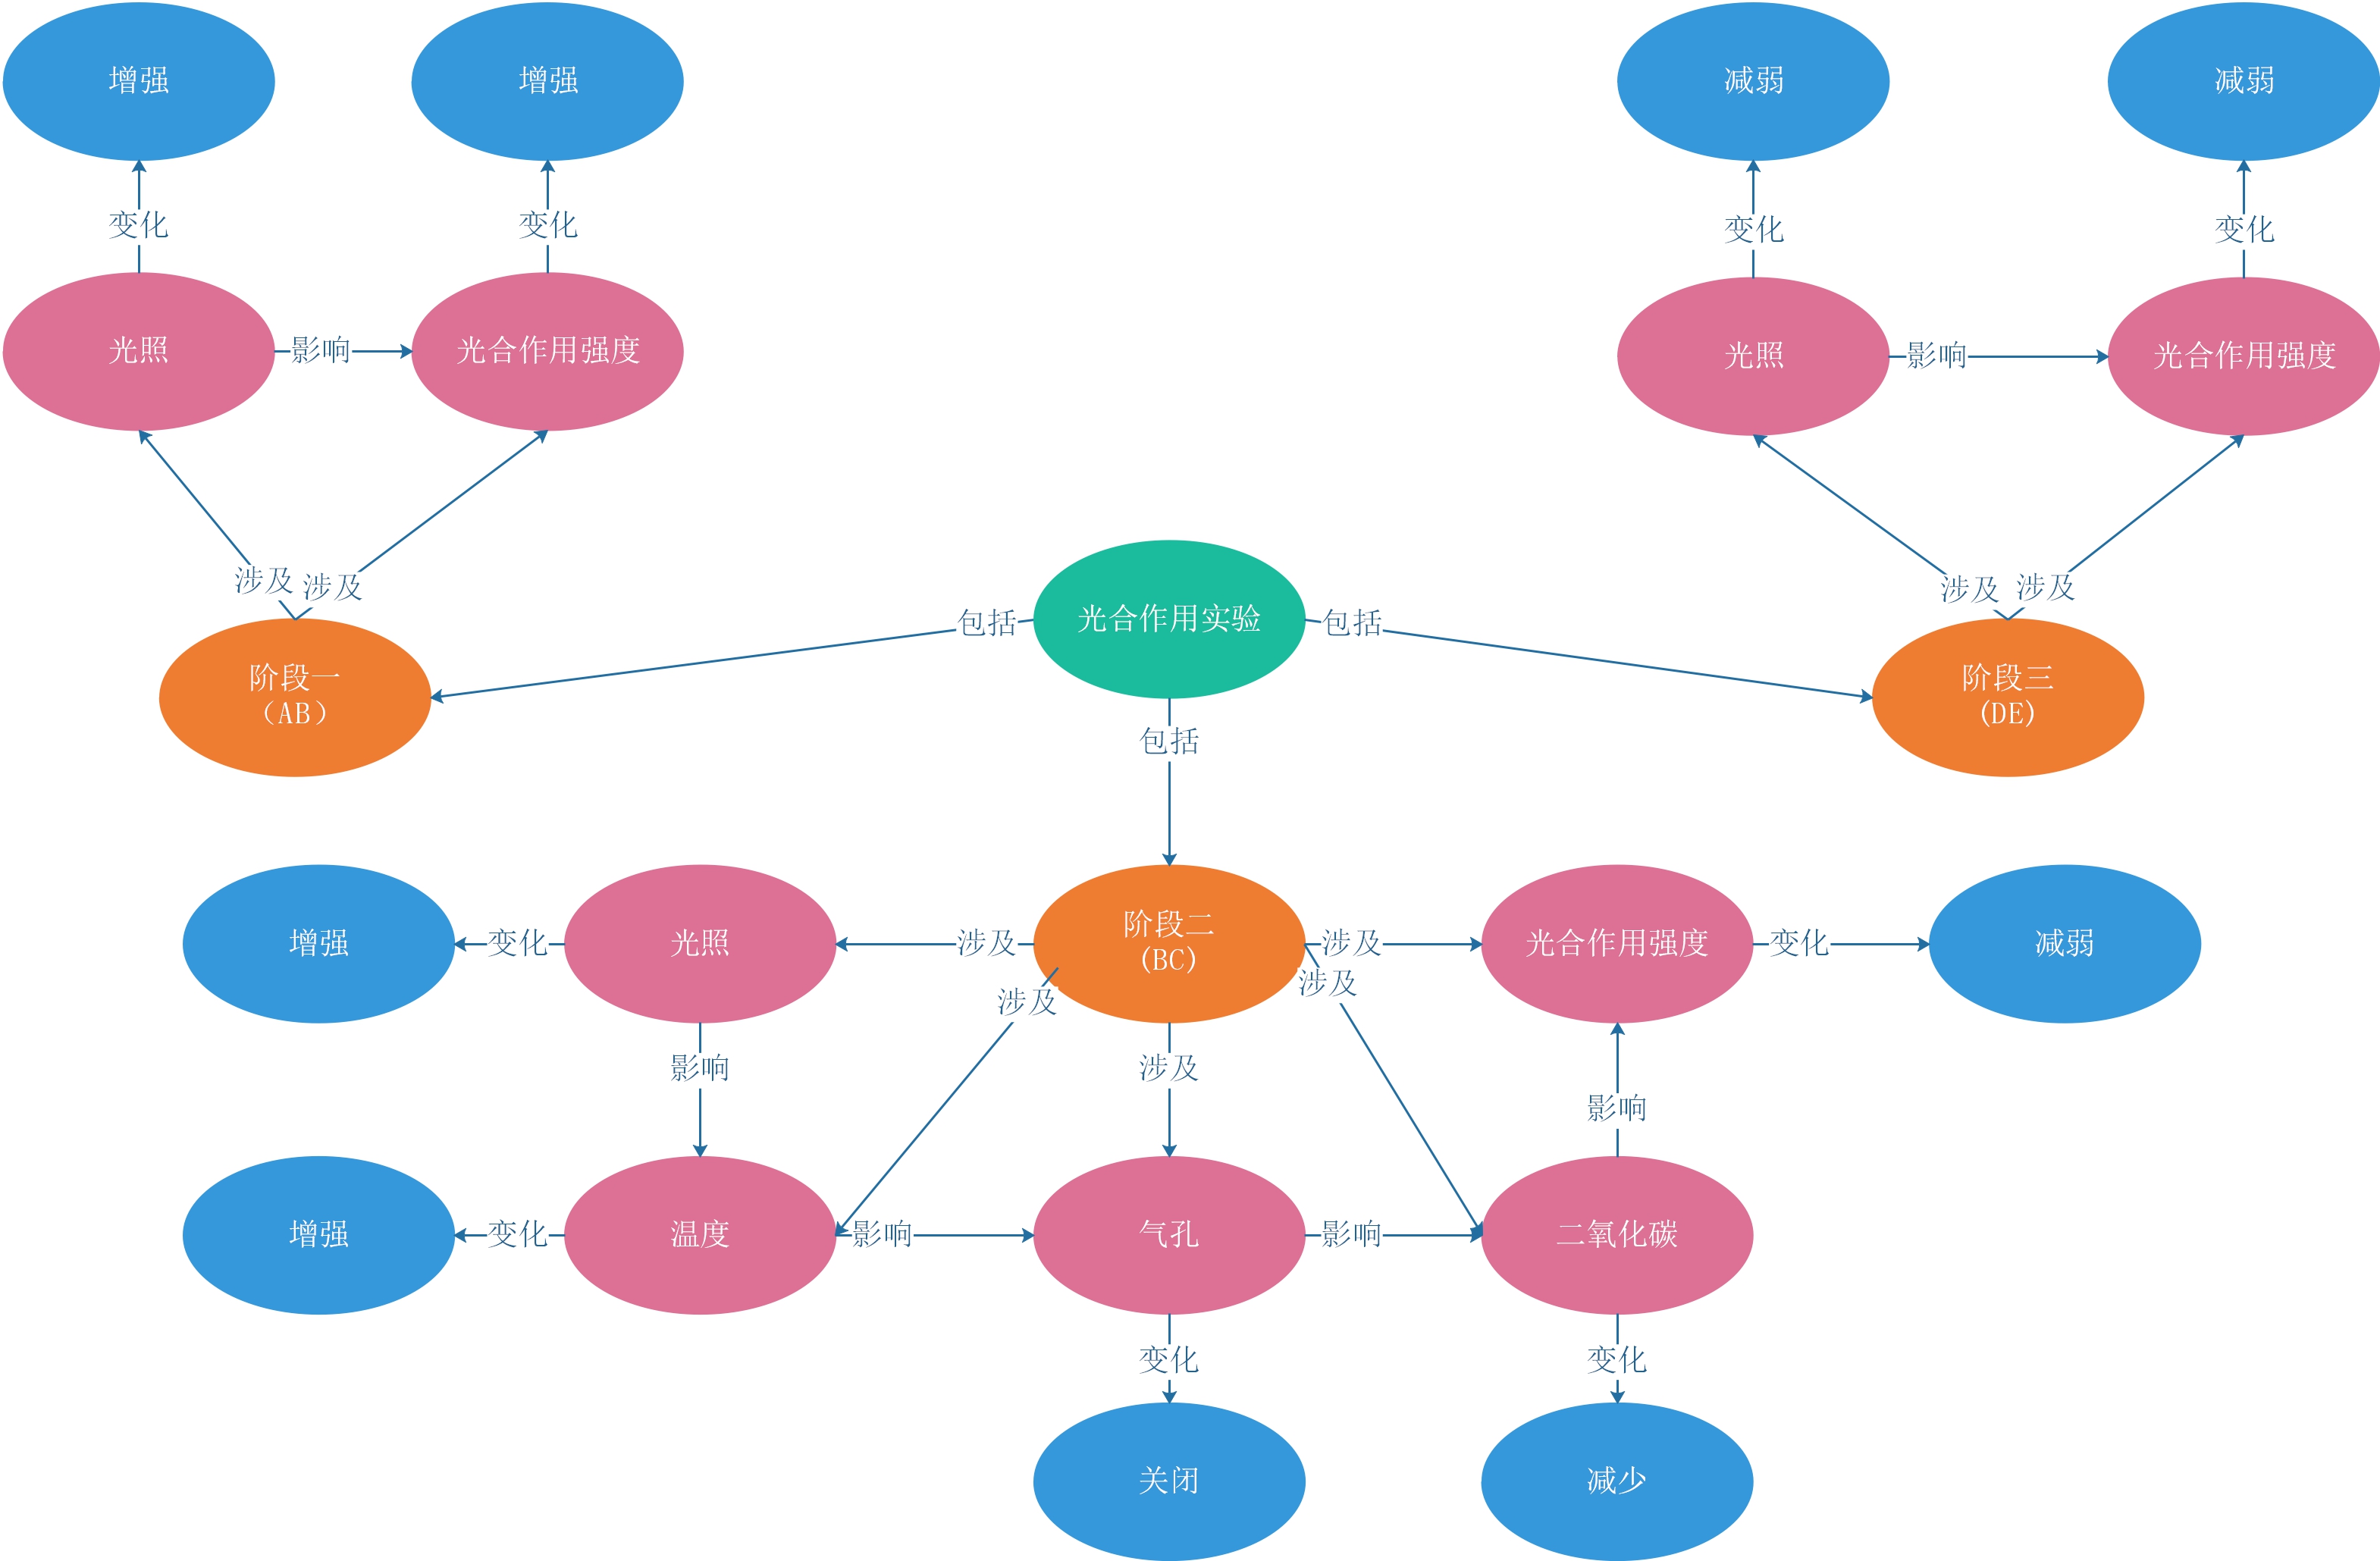 增强
增强
减弱
减弱
变化
变化
变化
变化
光照
影响
光合作用强度
光照
影响
光合作用强度
涉及
涉及
涉及
涉及
包括
光合作用实验
包括
阶段一
（AB）
包括
阶段三
(DE)
增强
变化
光照
涉及
阶段二
(BC)
涉及
光合作用强度
变化
减弱
涉及
涉及
影响
涉及
影响
增强
变化
温度
影响
气孔
影响
二氧化碳
变化
变化
关闭
减少